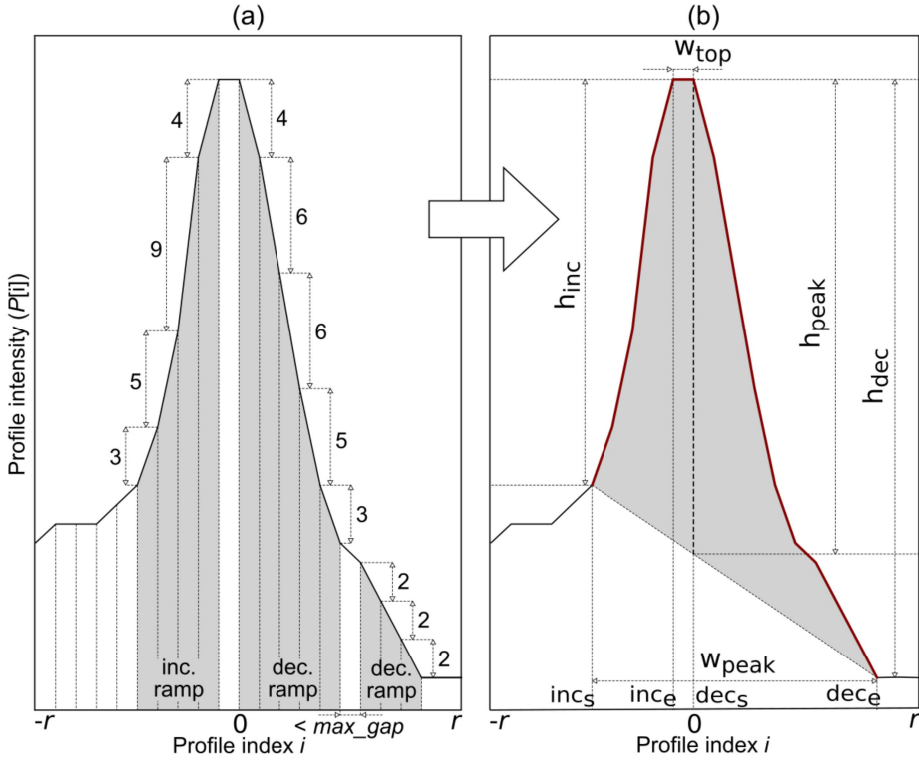 (a)
(b)
w_top
4
4
9
6
6
5
5
3
3
2
2
2
h_inc
h_peak
h_dec
Profile intensity (P[i])
inc. ramp
dec. ramp
dec. ramp
w_peak
inc_s
inc_e
dec_s
dec_e
-r
0
r
-r
r
< max_gap
Profile index i
Profile index i